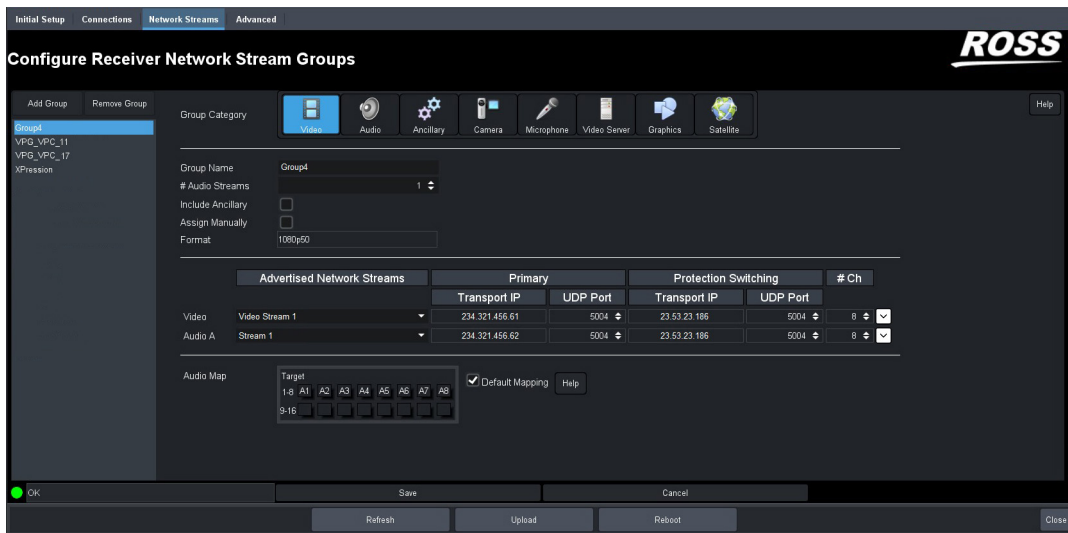 Initial Setup Connections Network Streams Advanced
Configure Receiver Network Stream Groups
ROSS
Add Group Remove Group
Group4
VPG_VPC_11
VPG_VPC_17
XPression
Group Category
Video Audio Ancillary Camera Microphone Video Server Graphics Satellite
Help
Group Name Group4
# Audio Streams 1
Include Ancillary
Assign Manually
Format 1080p50
Advertised Network Streams Primary Protection Switching # Ch
Transport IP UDP Port Transport IP UDP Port
Video Video Stream 1 234.321.456.61 5004 23.53.23.186 5004 8
Audio A Stream 1 234.321.456.62 5004 23.53.23.186 5004 8
Audio Map
Target
1-8 A1 A2 A3 A4 A5 A6 A7 A8
9-16
Default Mapping Help
OK Save Cancel
Refresh Upload Reboot Close